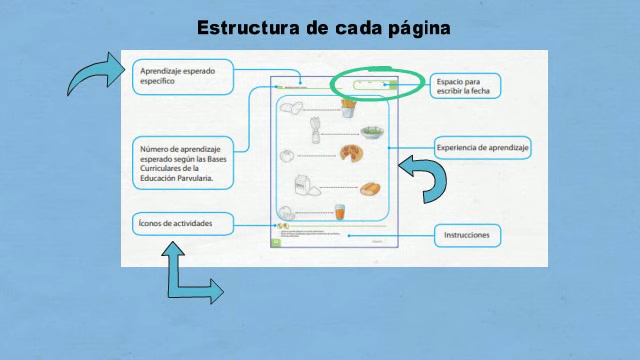 Estructura de cada página
Aprendizaje esperado
específico
Espacio para
escribir la fecha
Número de aprendizaje
esperado según las Bases
Curriculares de la
Educación Parvularia.
Experiencia de aprendizaje
Íconos de actividades
Instrucciones